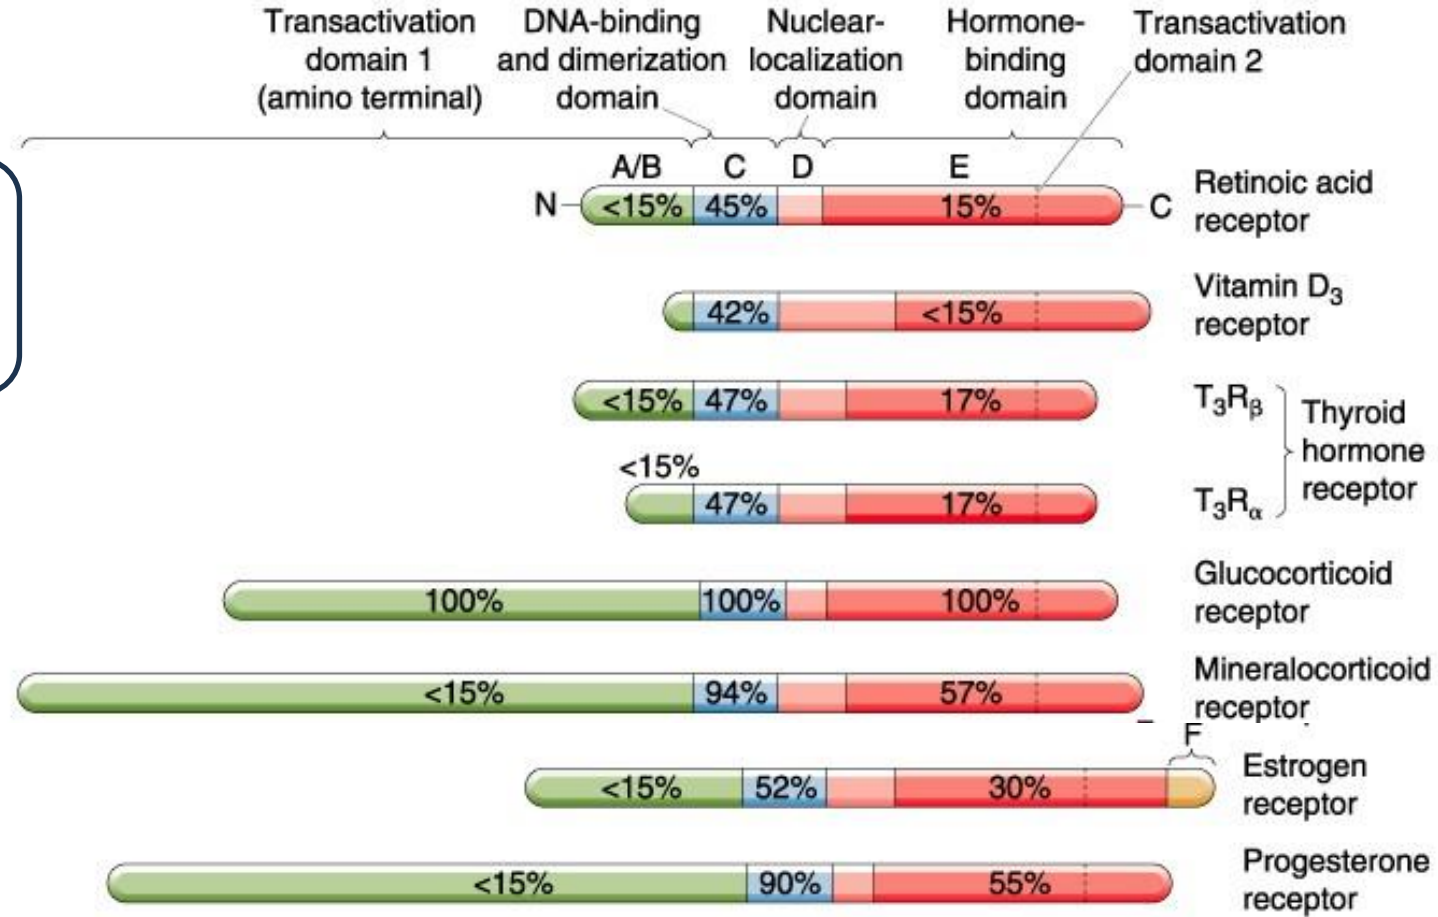 Transactivation
domain 1
(amino terminal)
DNA-binding
and dimerization
domain
Nuclear-
localization
domain
Hormone-
binding
domain
Transactivation
domain 2
A/B
C
D
E
N
<15%
45%
15%
C
Retinoic acid
receptor
42%
<15%
Vitamin D3
receptor
<15%
47%
17%
T3Rβ
<15%
47%
17%
T3Rα
Thyroid
hormone
receptor
100%
100%
100%
Glucocorticoid
receptor
<15%
94%
57%
Mineralocorticoid
receptor
F
<15%
52%
30%
Estrogen
receptor
<15%
90%
55%
Progesterone
receptor